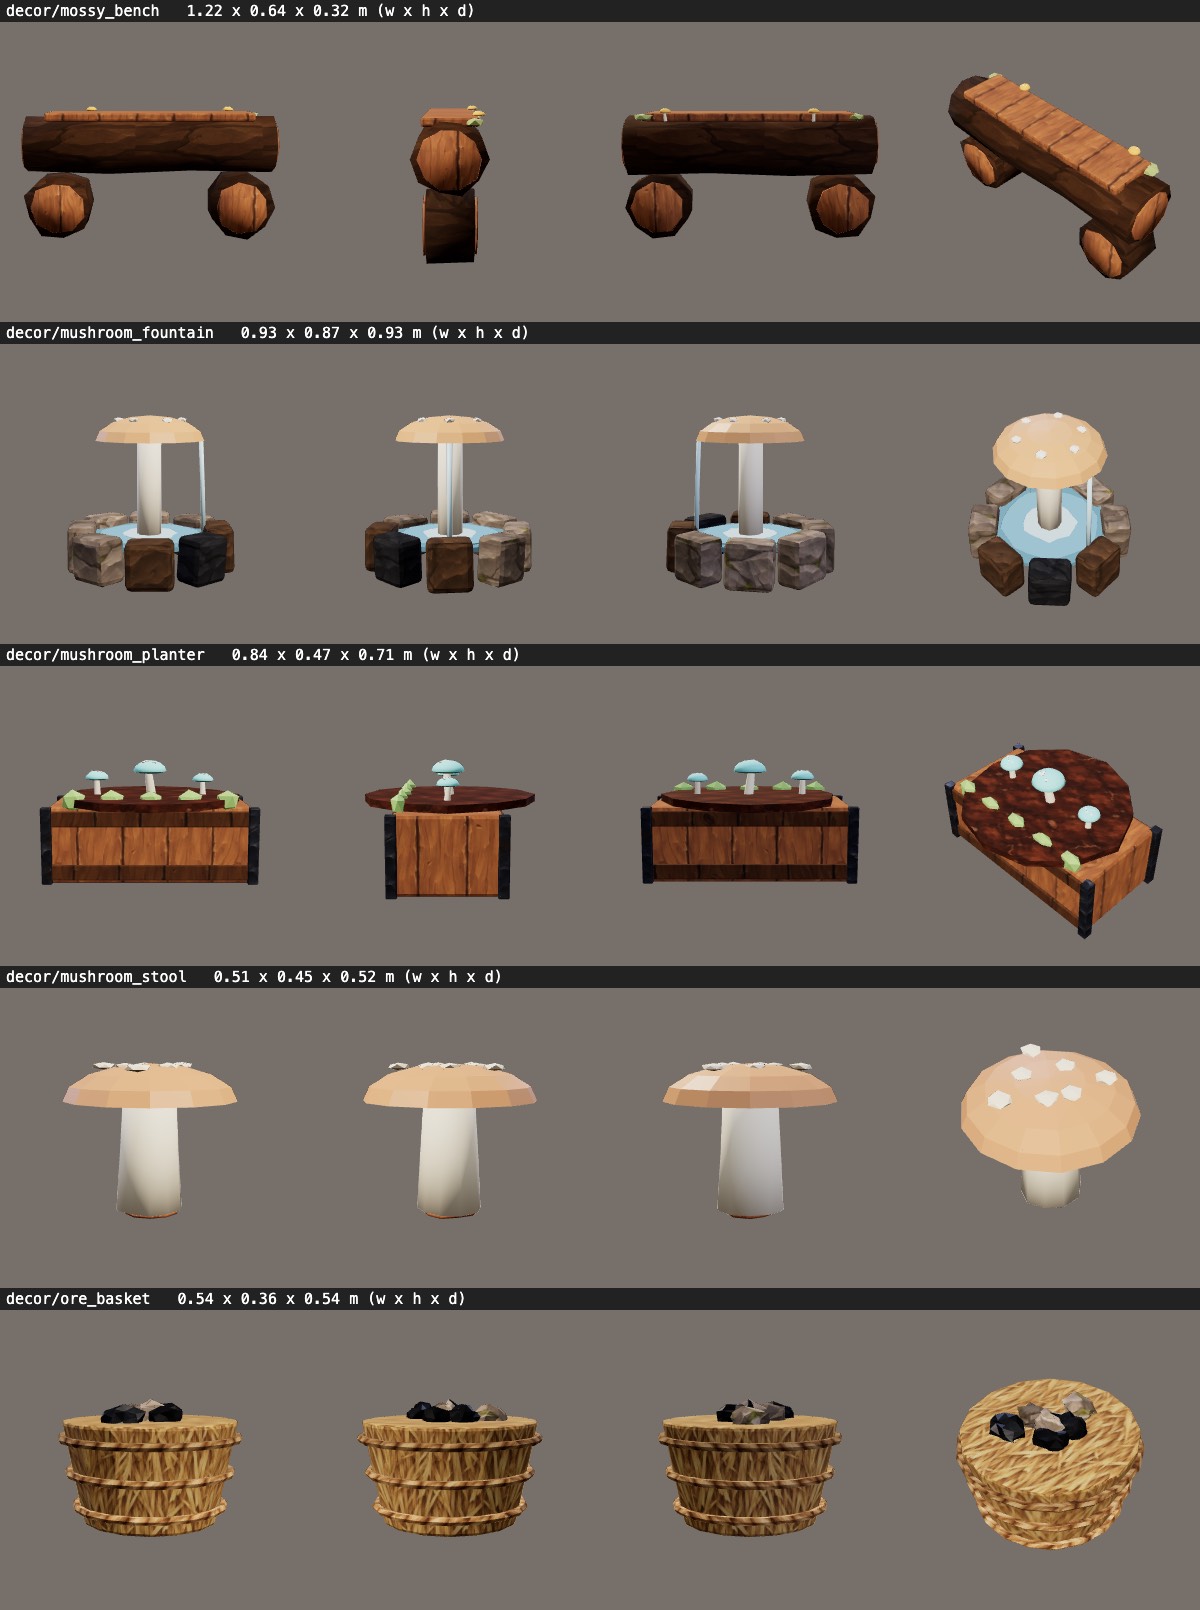 decor/mossy_bench   1.22 x 0.64 x 0.32 m (w x h x d)
decor/mushroom_fountain   0.93 x 0.87 x 0.93 m (w x h x d)
decor/mushroom_planter   0.84 x 0.47 x 0.71 m (w x h x d)
decor/mushroom_stool   0.51 x 0.45 x 0.52 m (w x h x d)
decor/ore_basket   0.54 x 0.36 x 0.54 m (w x h x d)